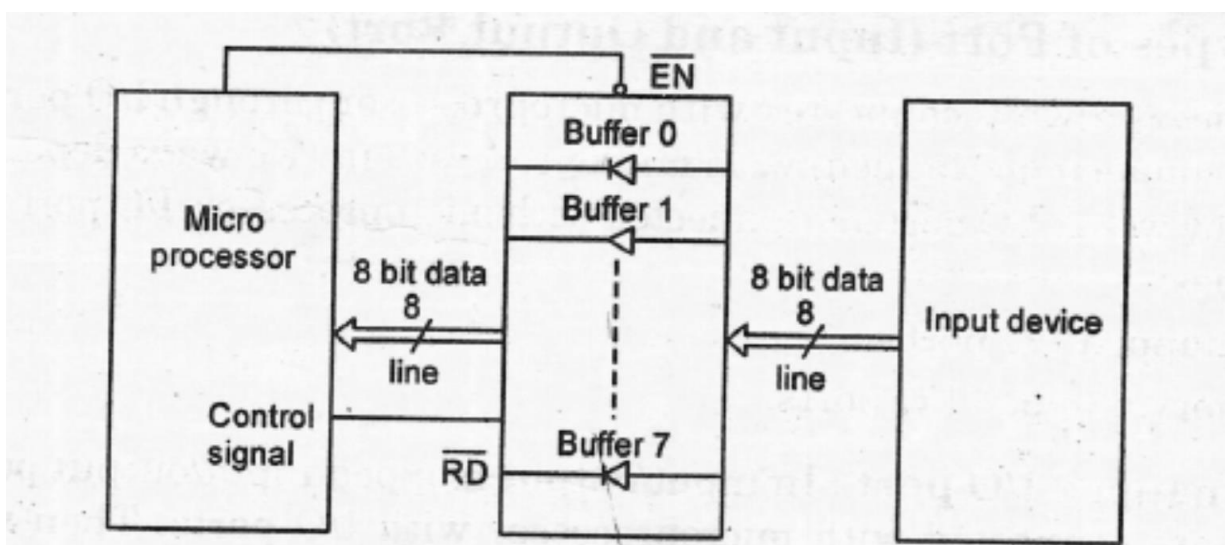 EN
Buffer 0
Buffer 1
Micro
processor
8 bit data
8
line
8 bit data
8
line
Input device
Control
signal
RD
Buffer 7